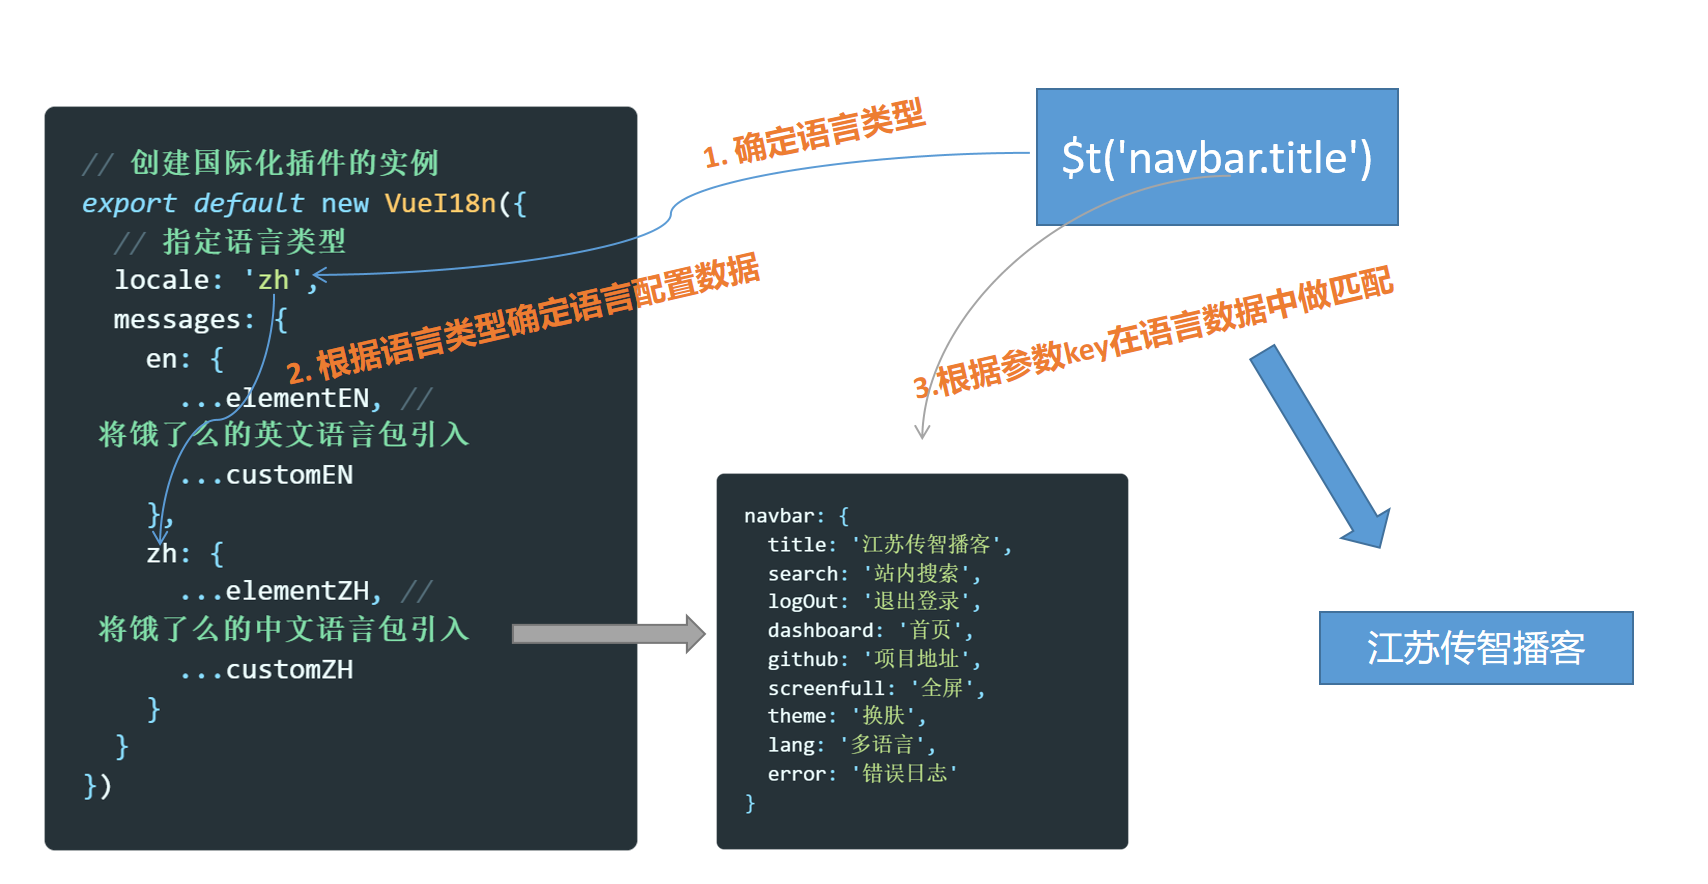 // 创建国际化插件的实例
export default new VueI18n({
// 指定语言类型
locale: 'zh',
messages: {
en: {
...elementEN, //
将饿了么的英文语言包引入
...customEN
},
zh: {
...elementZH, //
将饿了么的中文语言包引入
...customZH
}
}
})
1. 确定语言类型
$t('navbar.title')
2. 根据语言类型确定语言配置数据
3.根据参数key在语言数据中做匹配
navbar: {
title: '江苏传智播客',
search: '站内搜索',
logOut: '退出登录',
dashboard: '首页',
github: '项目地址',
screenfull: '全屏',
theme: '换肤',
lang: '多语言',
error: '错误日志'
}
江苏传智播客